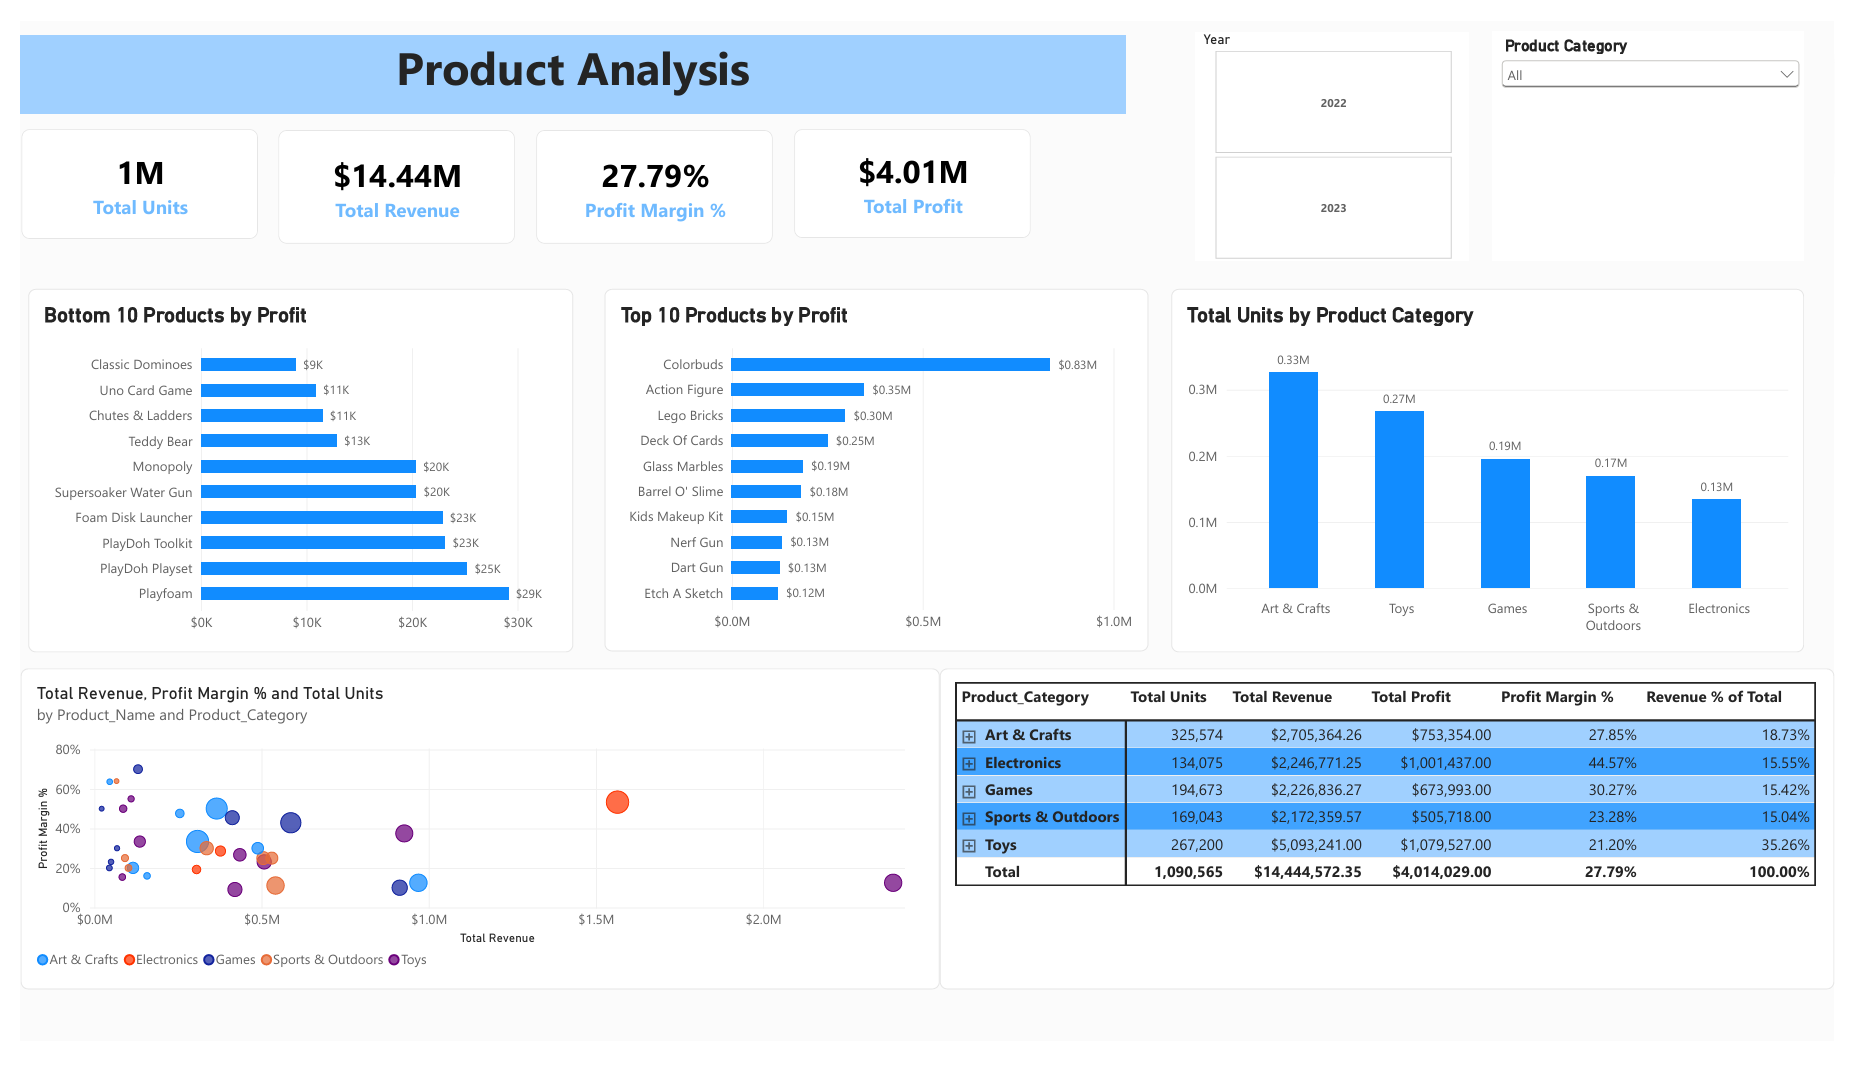 Product Analysis
Year
2022
2023
Product Category
All
1M
Total Units
$14.44M
Total Revenue
27.79%
Profit Margin %
$4.01M
Total Profit
Bottom 10 Products by Profit
Classic Dominoes $9K
Uno Card Game $11K
Chutes & Ladders $11K
Teddy Bear $13K
Monopoly $20K
Supersoaker Water Gun $20K
Foam Disk Launcher $23K
PlayDoh Toolkit $23K
PlayDoh Playset $25K
Playfoam $29K
$0K $10K $20K $30K
Top 10 Products by Profit
Colorbuds $0.83M
Action Figure $0.35M
Lego Bricks $0.30M
Deck Of Cards $0.25M
Glass Marbles $0.19M
Barrel O' Slime $0.18M
Kids Makeup Kit $0.15M
Nerf Gun $0.13M
Dart Gun $0.13M
Etch A Sketch $0.12M
$0.0M $0.5M $1.0M
Total Units by Product Category
0.3M
0.2M
0.1M
0.0M
0.33M
0.27M
0.19M
0.17M
0.13M
Art & Crafts Toys Games Sports & Electronics
Outdoors
Total Revenue, Profit Margin % and Total Units
by Product_Name and Product_Category
Profit Margin %
80%
60%
40%
20%
0%
$0.0M $0.5M $1.0M $1.5M $2.0M
Total Revenue
Art & Crafts Electronics Games Sports & Outdoors Toys
Product_Category Total Units Total Revenue Total Profit Profit Margin % Revenue % of Total
Art & Crafts 325,574 $2,705,364.26 $753,354.00 27.85% 18.73%
Electronics 134,075 $2,246,771.25 $1,001,437.00 44.57% 15.55%
Games 194,673 $2,226,836.27 $673,993.00 30.27% 15.42%
Sports & Outdoors 169,043 $2,172,359.57 $505,718.00 23.28% 15.04%
Toys 267,200 $5,093,241.00 $1,079,527.00 21.20% 35.26%
Total 1,090,565 $14,444,572.35 $4,014,029.00 27.79% 100.00%